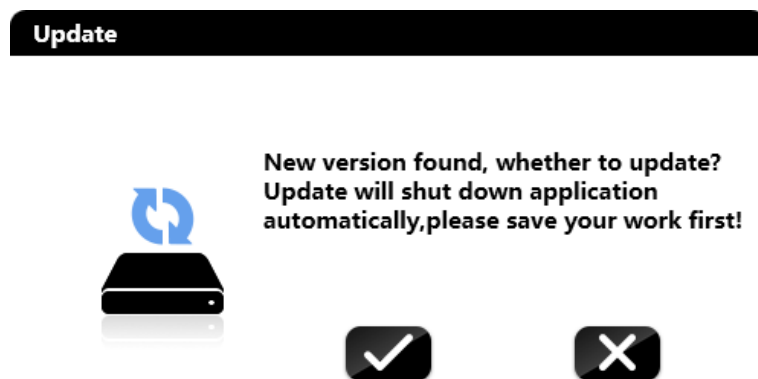 Update
New version found, whether to update?
Update will shut down application
automatically,please save your work first!